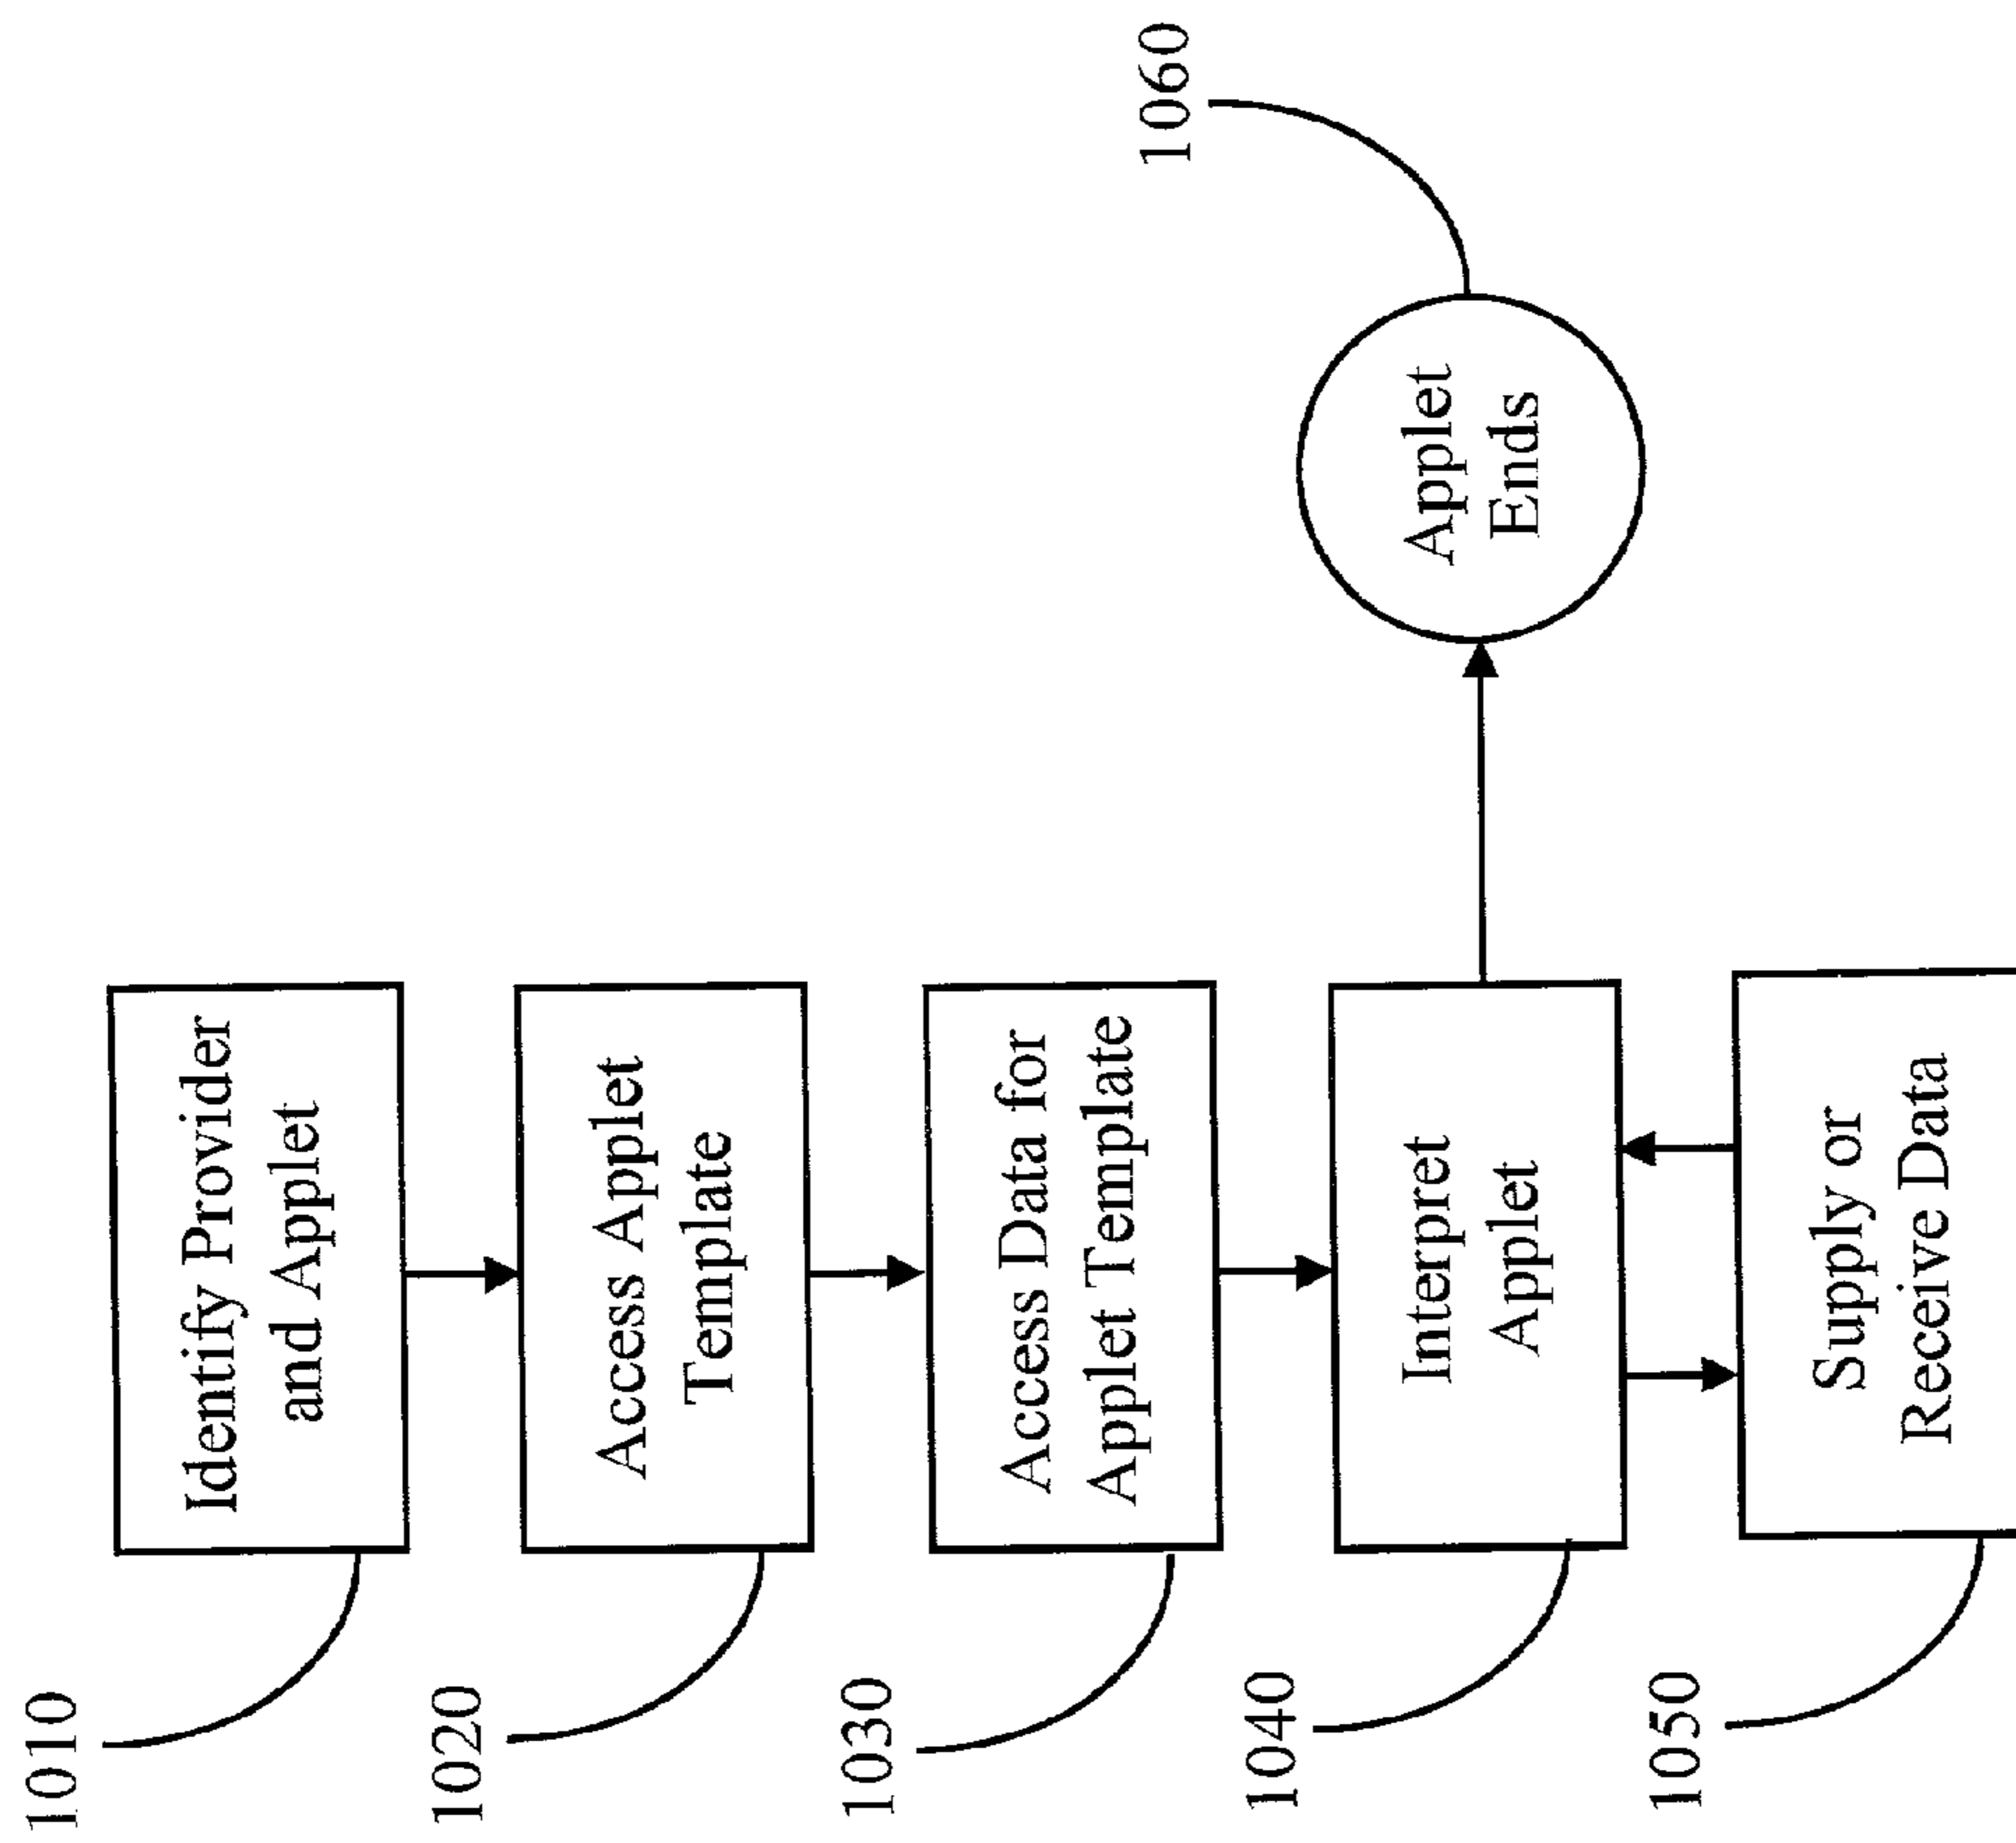 1010
Identify Provider
and Applet
1020
Access Applet
Template
1030
Access Data for
Applet Template
1040
Interpret
Applet
1060
Applet
Ends
1050
Supply or
Receive Data